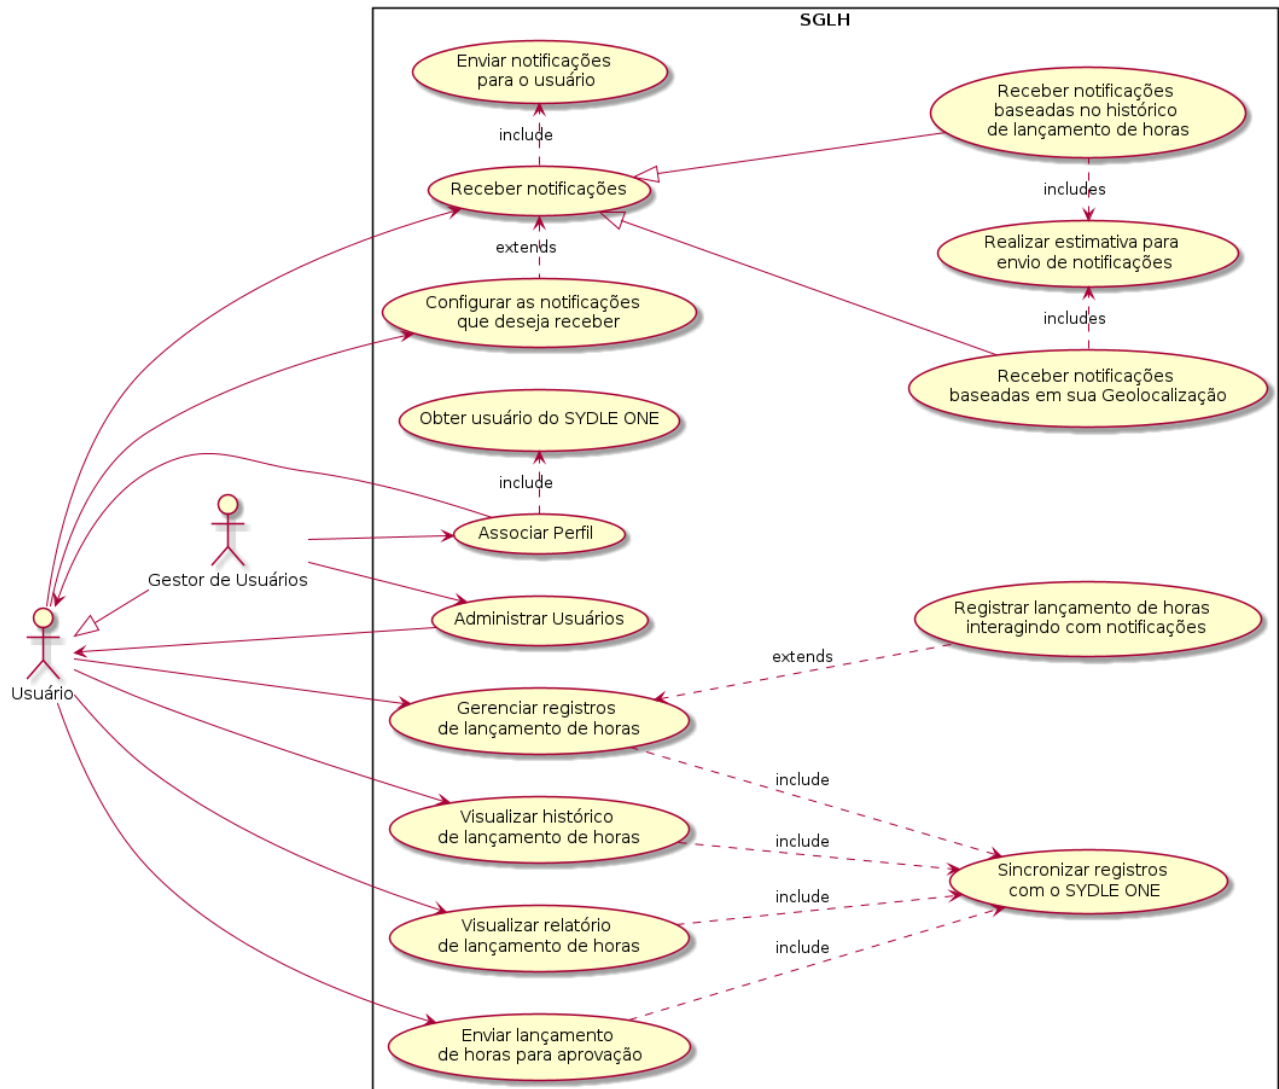 SGLH
Enviar notificações
para o usuário
include
Receber notificações
extends
Configurar as notificações
que deseja receber
Receber notificações
baseadas no histórico
de lançamento de horas
includes
Realizar estimativa para
envio de notificações
includes
Receber notificações
baseadas em sua Geolocalização
Obter usuário do SYDLE ONE
include
Associar Perfil
Gestor de Usuários
Administrar Usuários
Usuário
Registrar lançamento de horas
interagindo com notificações
extends
Gerenciar registros
de lançamento de horas
include
Visualizar histórico
de lançamento de horas
include
Sincronizar registros
com o SYDLE ONE
include
Visualizar relatório
de lançamento de horas
include
Enviar lançamento
de horas para aprovação